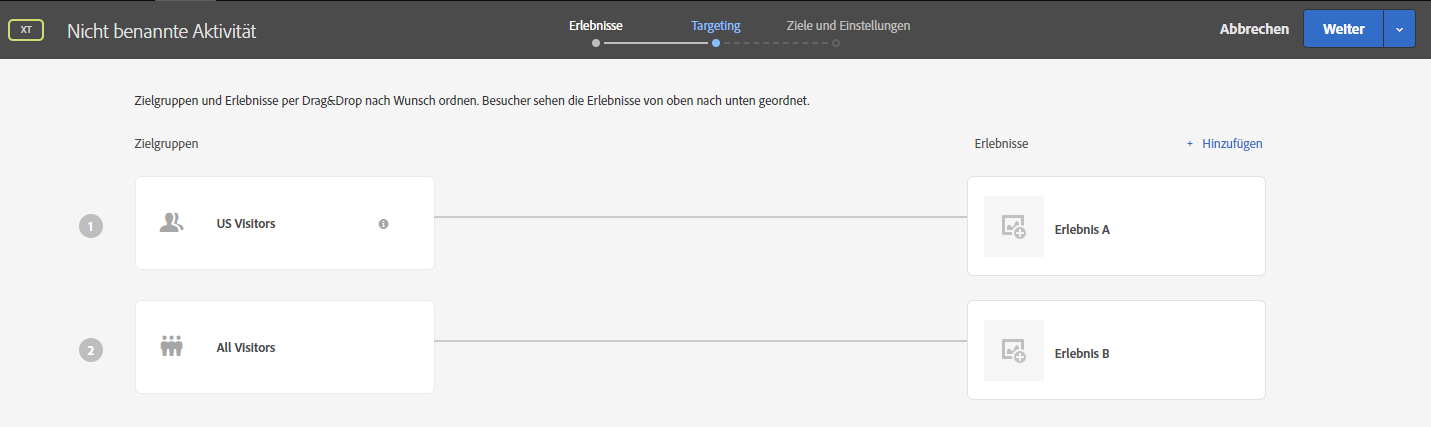 XT
Nicht benannte Aktivität
Erlebnisse
Targeting
Ziele und Einstellungen
Abbrechen
Weiter
Zielgruppen und Erlebnisse per Drag&Drop nach Wunsch ordnen. Besucher sehen die Erlebnisse von oben nach unten geordnet.
Zielgruppen
Erlebnisse
+ Hinzufügen
1
US Visitors
Erlebnis A
2
All Visitors
Erlebnis B